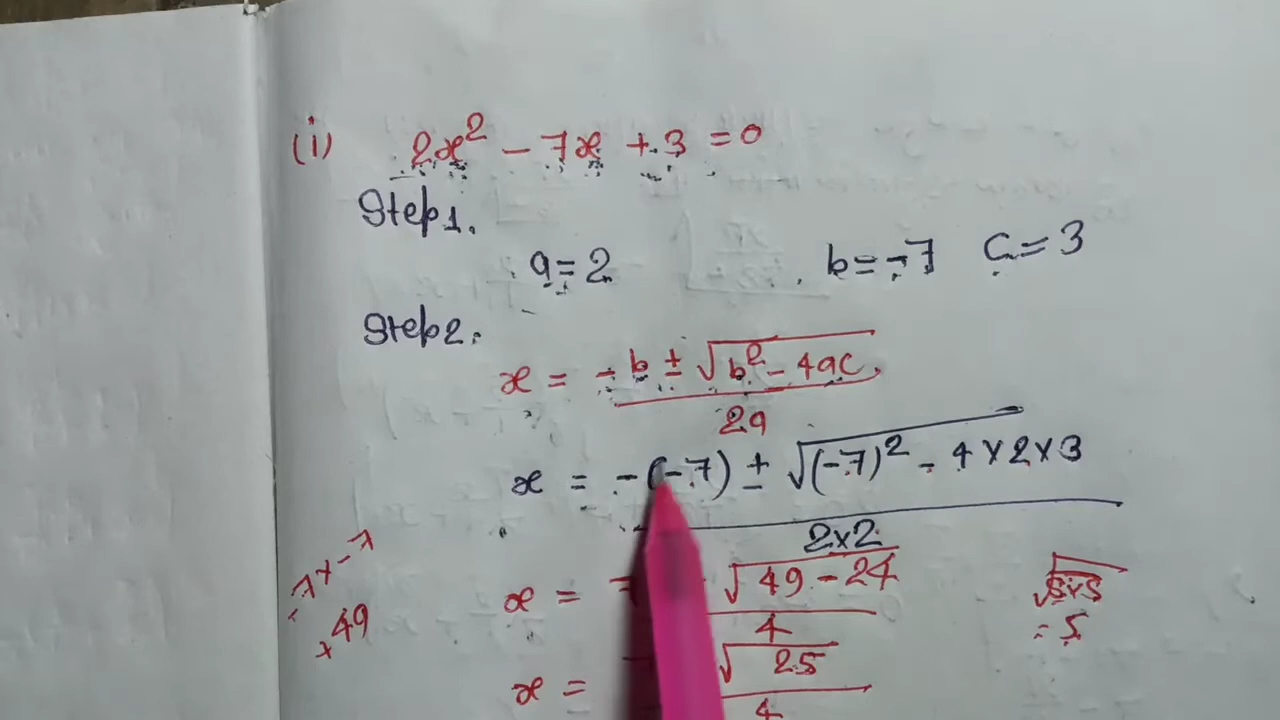 (i) 2x² - 7x + 3 = 0
Step1.
a = 2 b = -7 c = 3
Step2.
x = -b ± √b² - 4ac
2a
x = -(-7) ± √(-7)² - 4 × 2 × 3
2×2
x = 7 √49 - 24
4
x = √25
4
-7 × -7
+49
√5×5
= 5